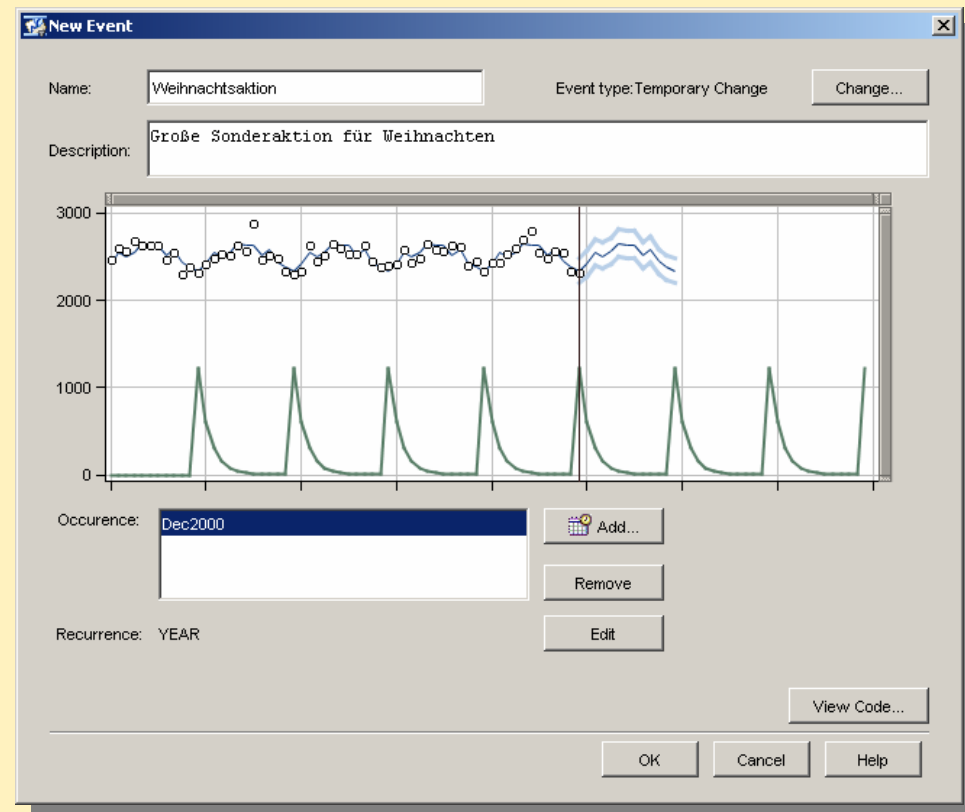 New Event
Name: Weihnachtsaktion Event type:Temporary Change Change...
Description: Große Sonderaktion für Weihnachten
3000
2000
1000
0
Occurence: Dec2000 Add...
Remove
Recurrence: YEAR Edit
View Code...
OK Cancel Help